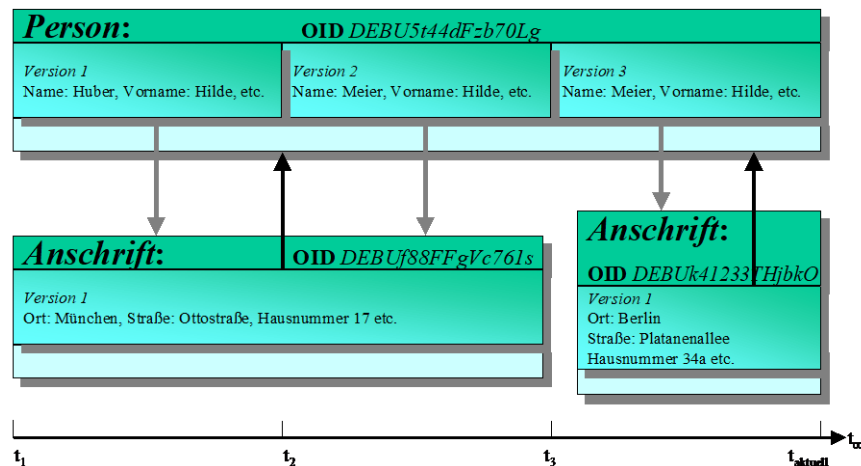 Person: OID DEBU5t44dFzb70Lg
Version 1
Name: Huber, Vorname: Hilde, etc.
Version 2
Name: Meier, Vorname: Hilde, etc.
Version 3
Name: Meier, Vorname: Hilde, etc.
Anschrift: OID DEBUf88FFgVc761s
Version 1
Ort: München, Straße: Ottostraße, Hausnummer 17 etc.
Anschrift:
OID DEBUk41233THjbkO
Version 1
Ort: Berlin
Straße: Platanenallee
Hausnummer 34a etc.
t1 t2 t3 taktuell t∞